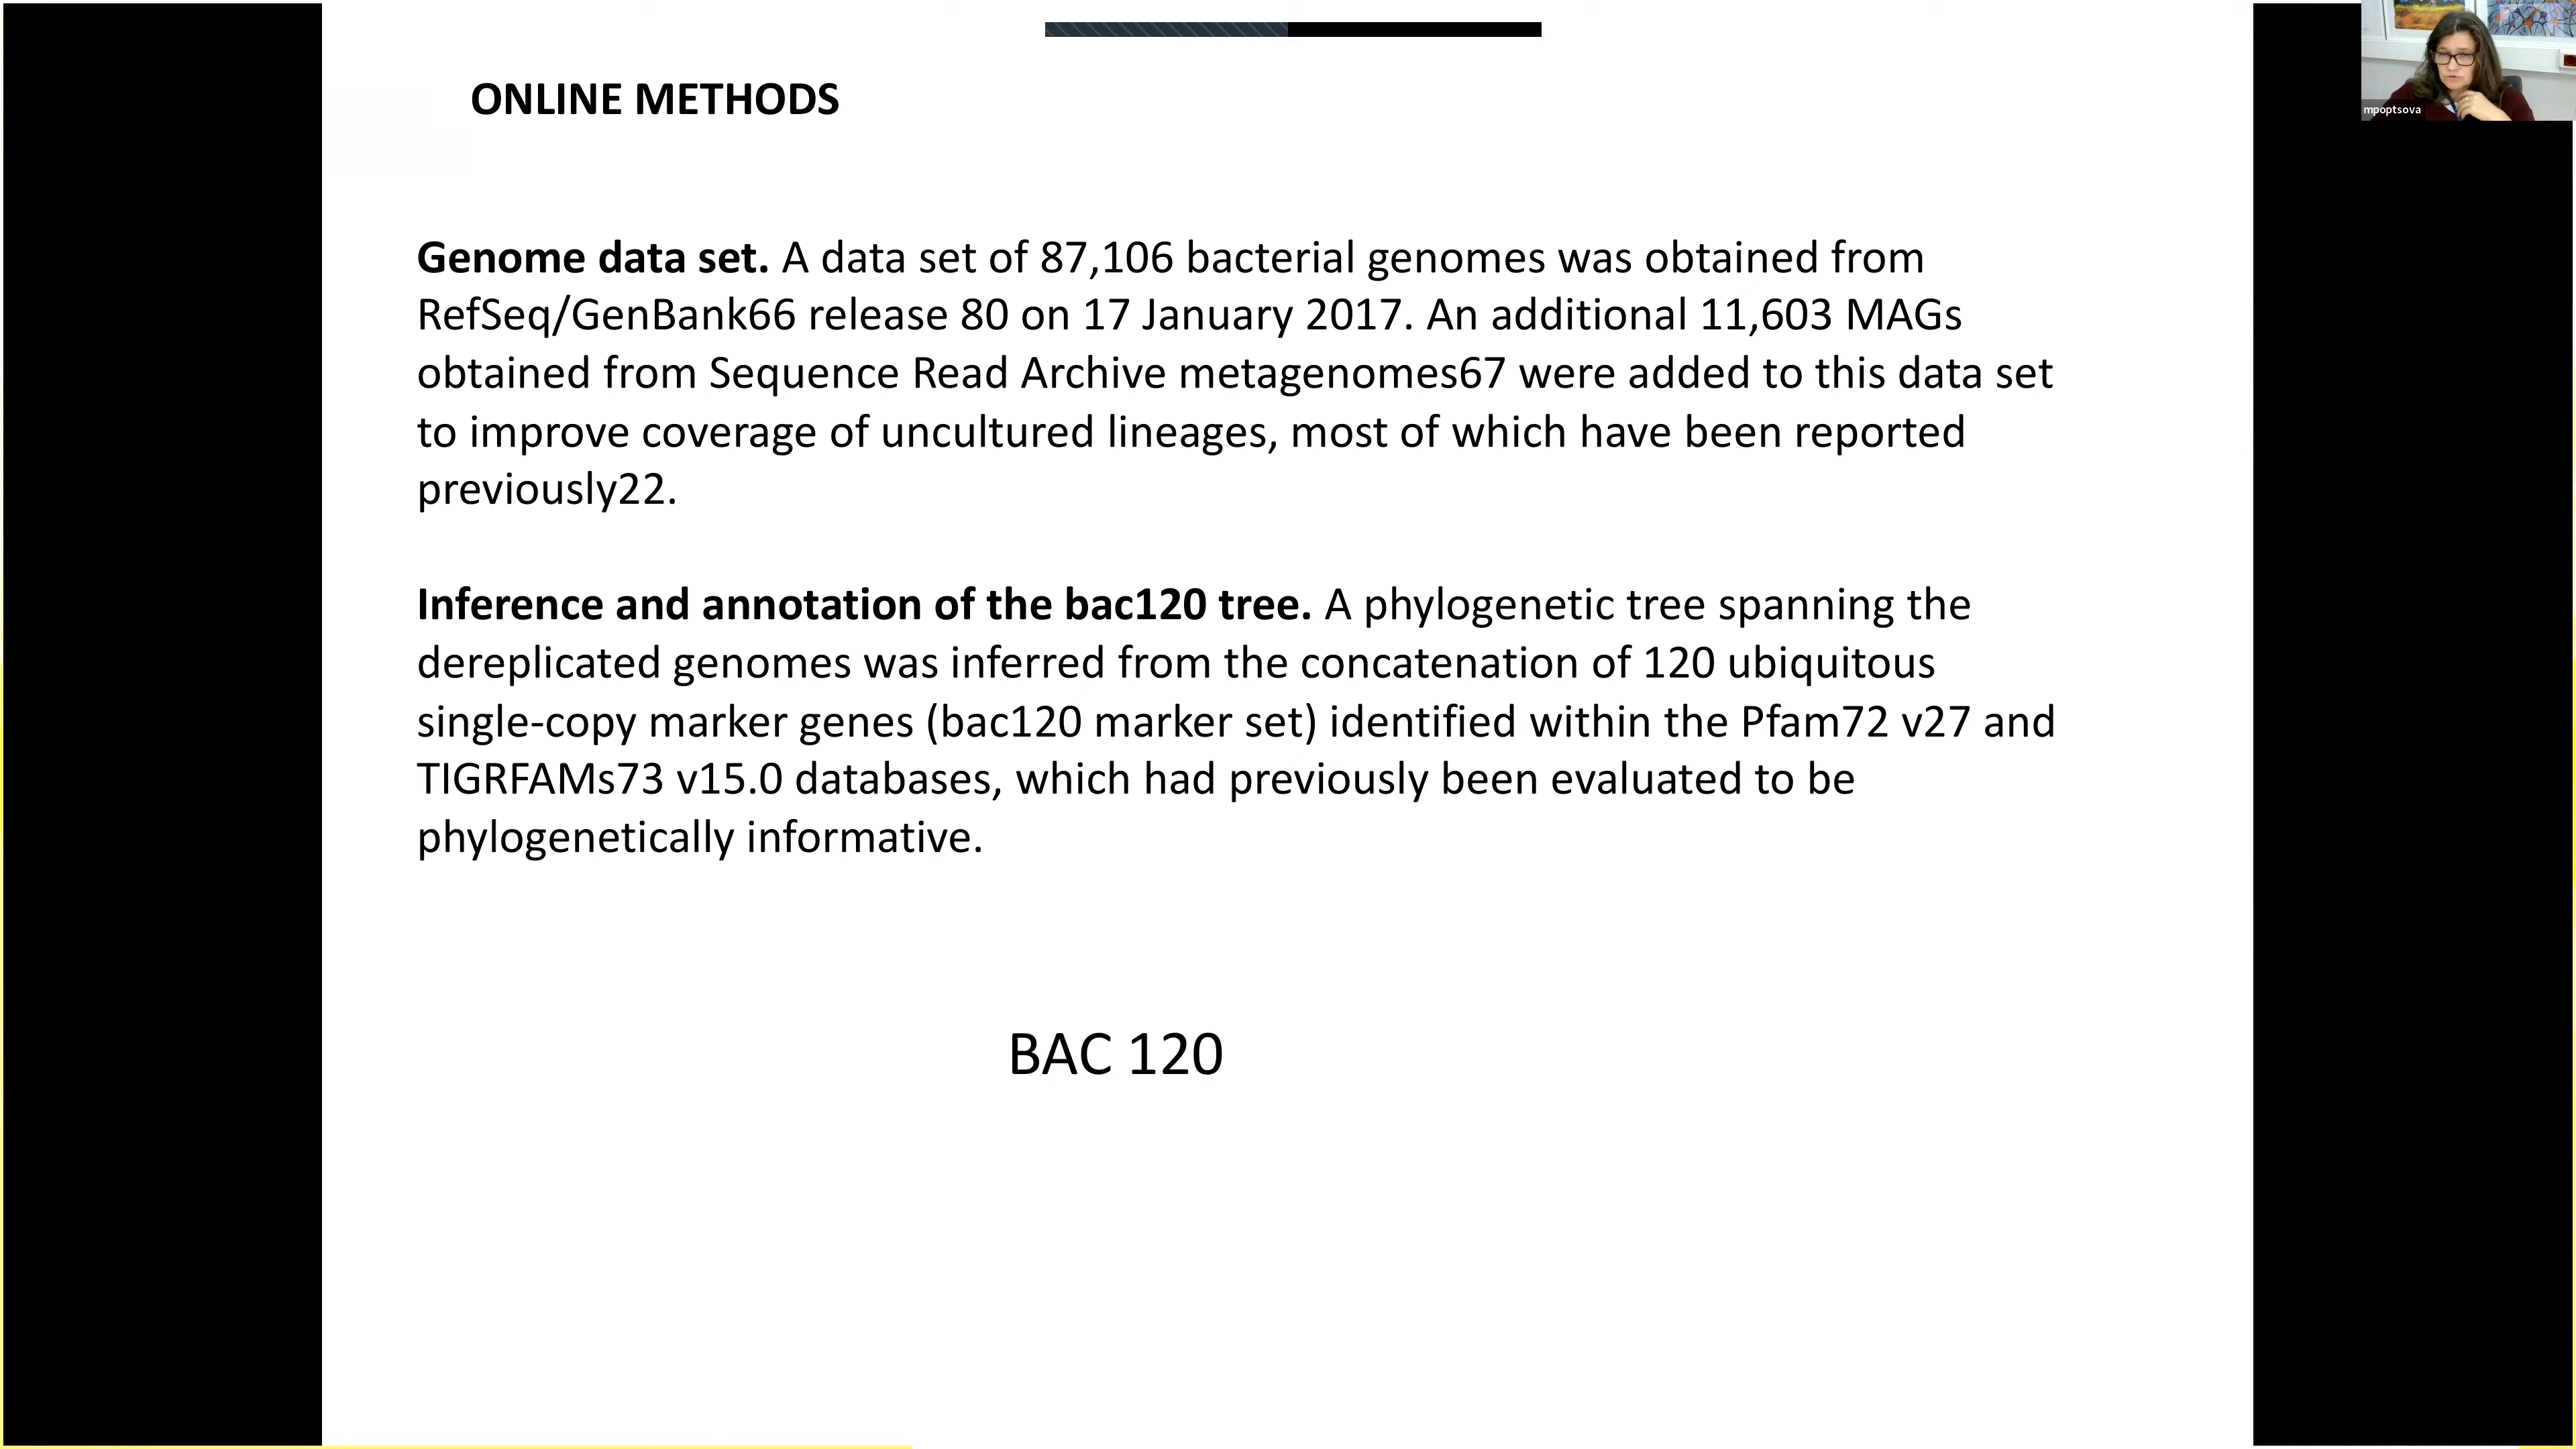 ONLINE METHODS
mpoptsova
Genome data set. A data set of 87,106 bacterial genomes was obtained from
RefSeq/GenBank66 release 80 on 17 January 2017. An additional 11,603 MAGs
obtained from Sequence Read Archive metagenomes67 were added to this data set
to improve coverage of uncultured lineages, most of which have been reported
previously22.
Inference and annotation of the bac120 tree. A phylogenetic tree spanning the
dereplicated genomes was inferred from the concatenation of 120 ubiquitous
single-copy marker genes (bac120 marker set) identified within the Pfam72 v27 and
TIGRFAMs73 v15.0 databases, which had previously been evaluated to be
phylogenetically informative.
BAC 120